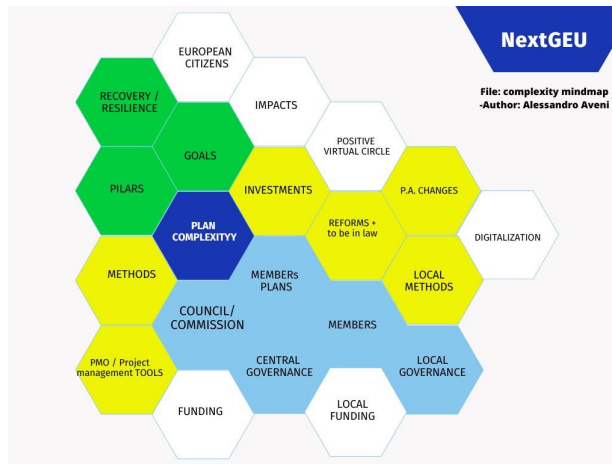 NextGEU
File: complexity mindmap
-Author: Alessandro Aveni
EUROPEAN
CITIZENS
RECOVERY /
RESILIENCE
IMPACTS
GOALS
POSITIVE
VIRTUAL CIRCLE
PILARS
INVESTMENTS
P.A. CHANGES
PLAN
COMPLEXITYY
REFORMS +
to be in law
DIGITALIZATION
METHODS
MEMBERs
PLANS
LOCAL
METHODS
COUNCIL/
COMMISSION
MEMBERS
PMO / Project
management TOOLS
CENTRAL
GOVERNANCE
LOCAL
GOVERNANCE
FUNDING
LOCAL
FUNDING